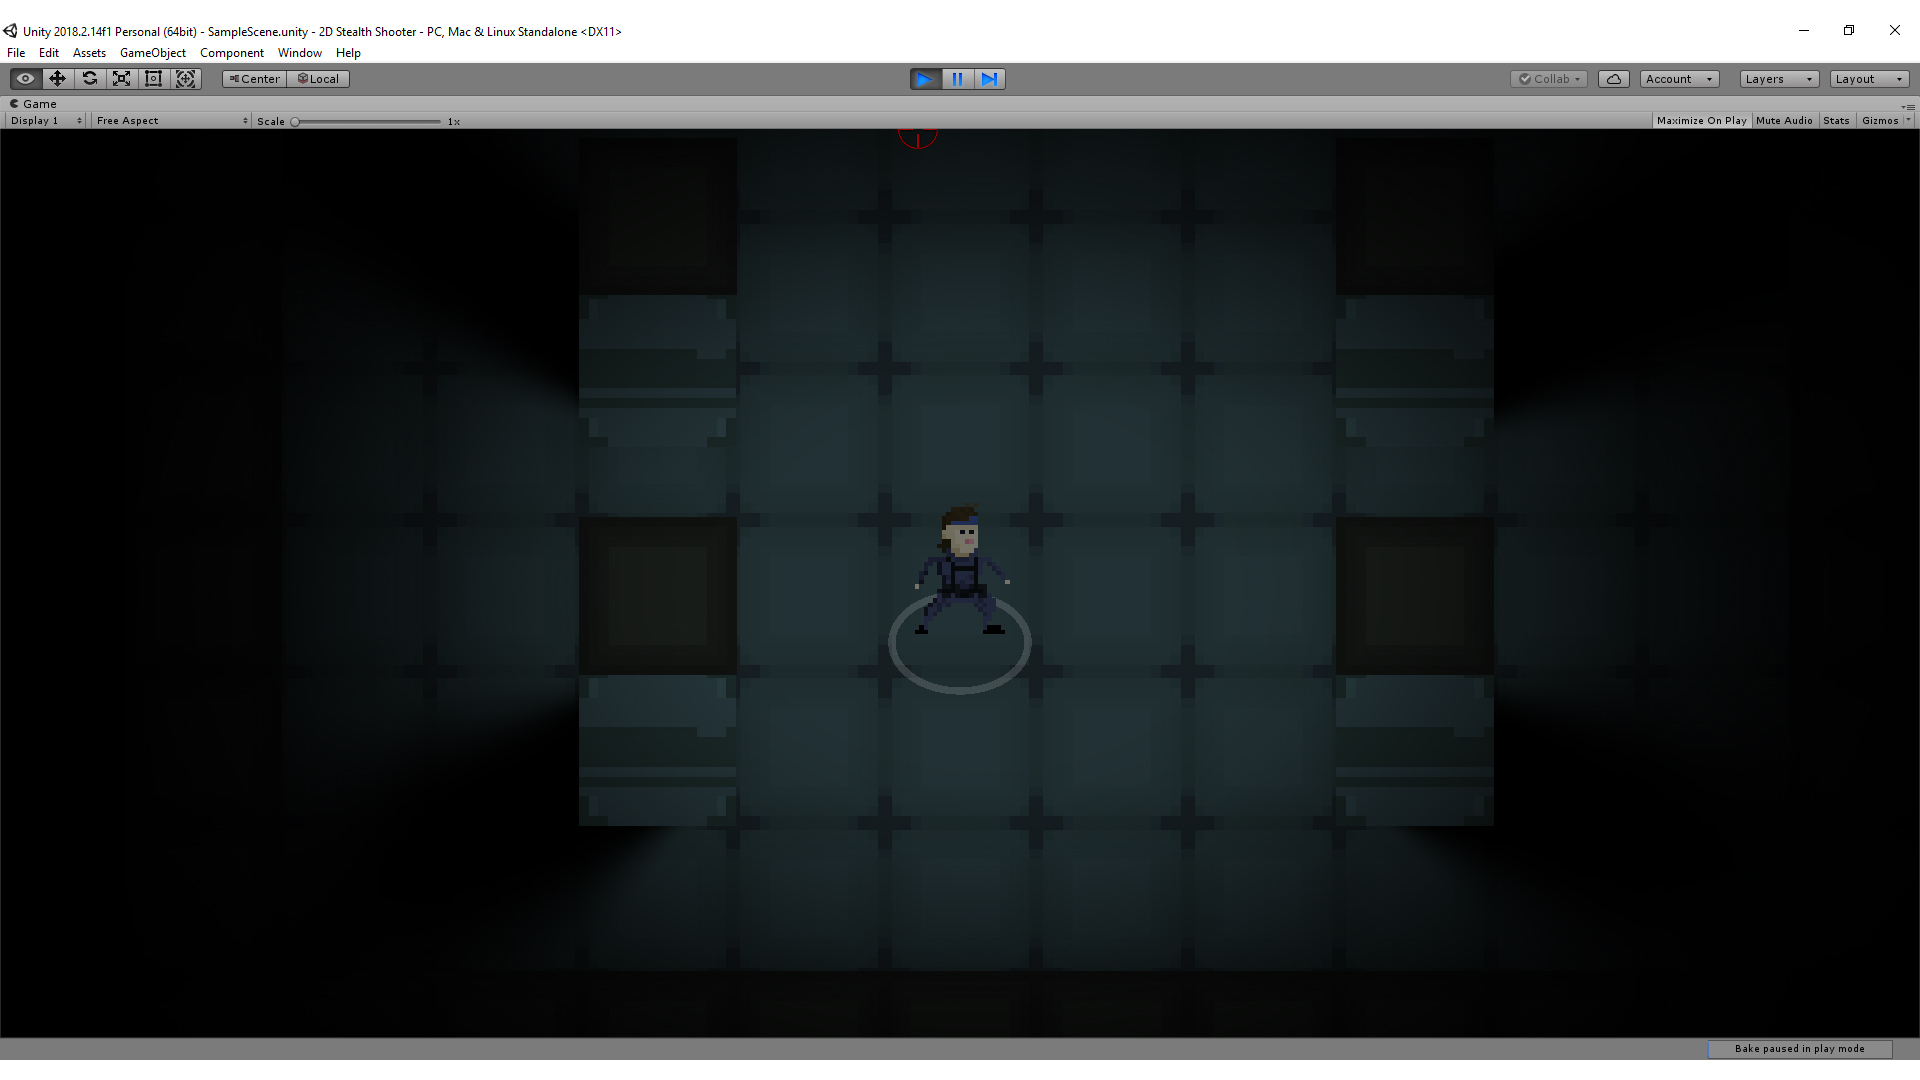 Unity 2018.2.14f1 Personal (64bit) - SampleScene.unity - 2D Stealth Shooter - PC, Mac & Linux Standalone <DX11>
File Edit Assets GameObject Component Window Help
Center Local Collab Account Layers Layout
Game
Display 1 Free Aspect Scale 1x Maximize On Play Mute Audio Stats Gizmos
Bake paused in play mode